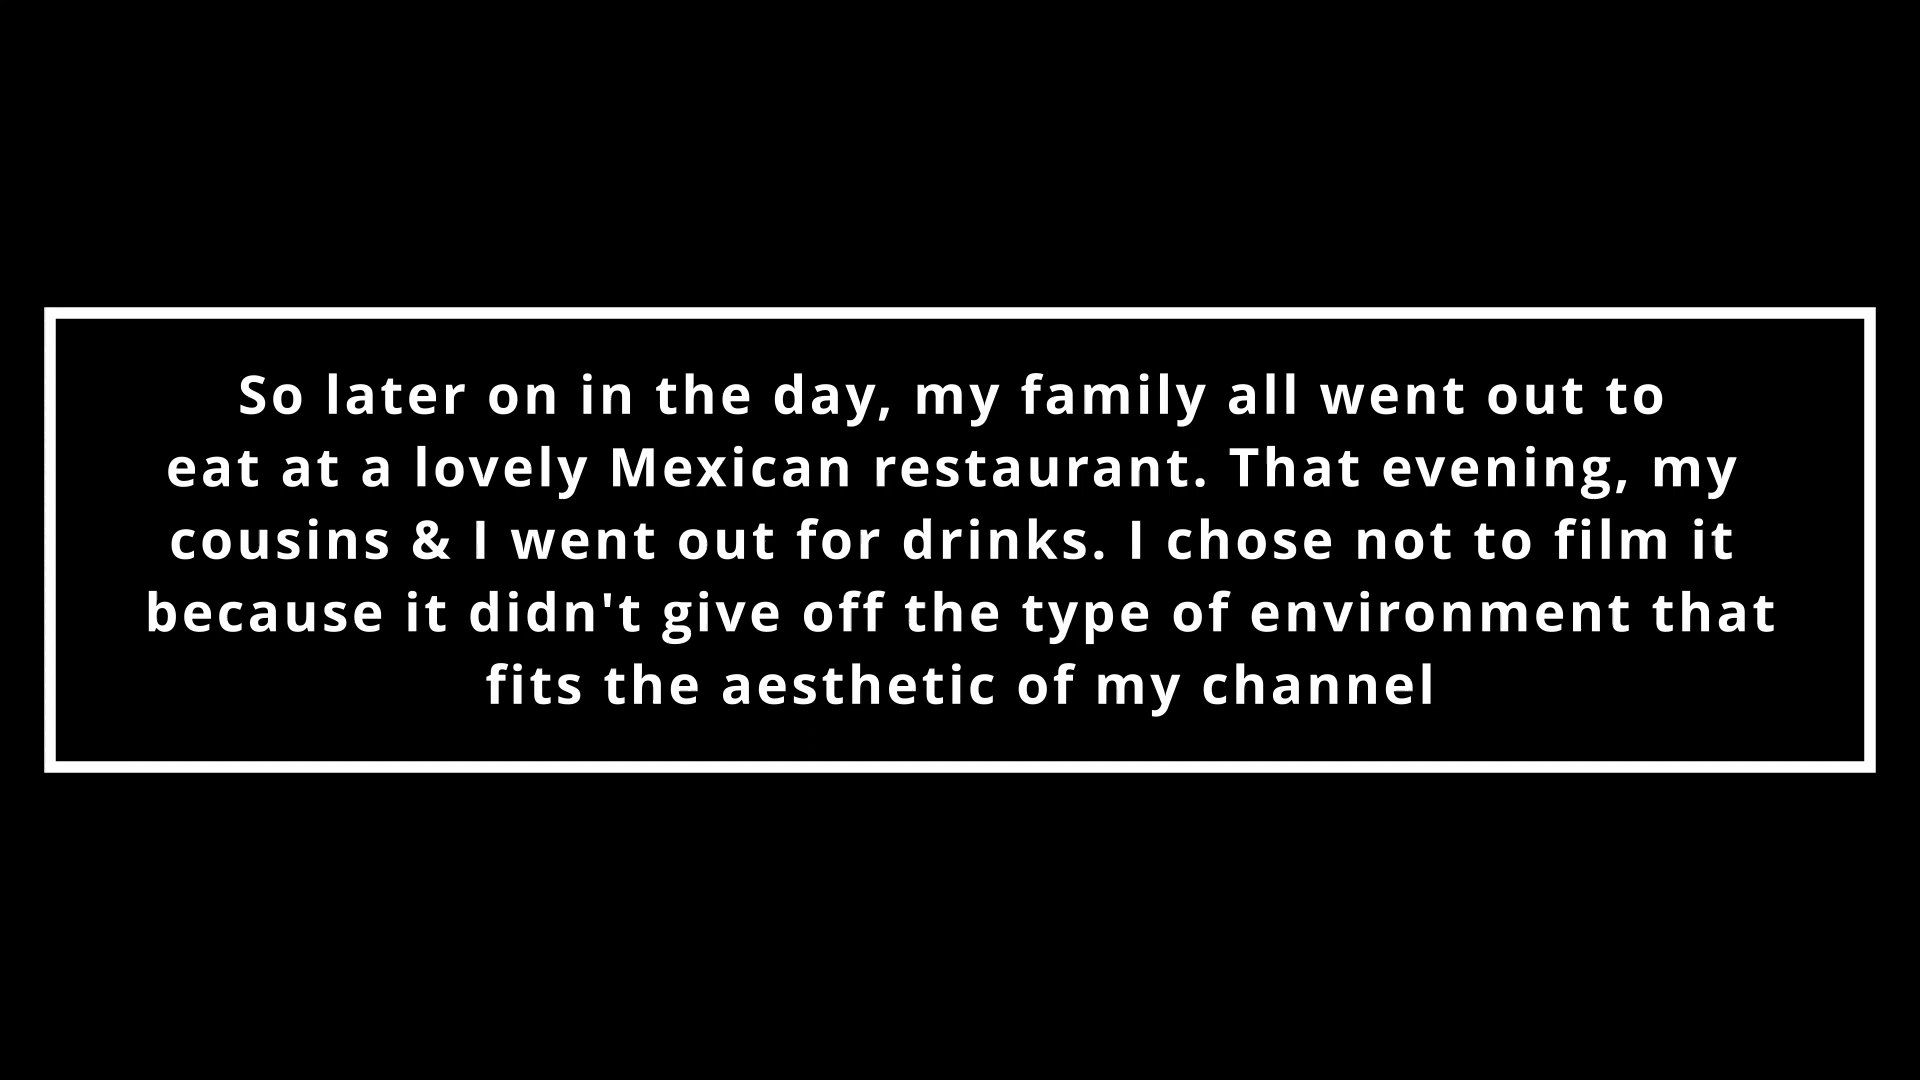 So later on in the day, my family all went out to
eat at a lovely Mexican restaurant. That evening, my
cousins & I went out for drinks. I chose not to film it
because it didn't give off the type of environment that
fits the aesthetic of my channel